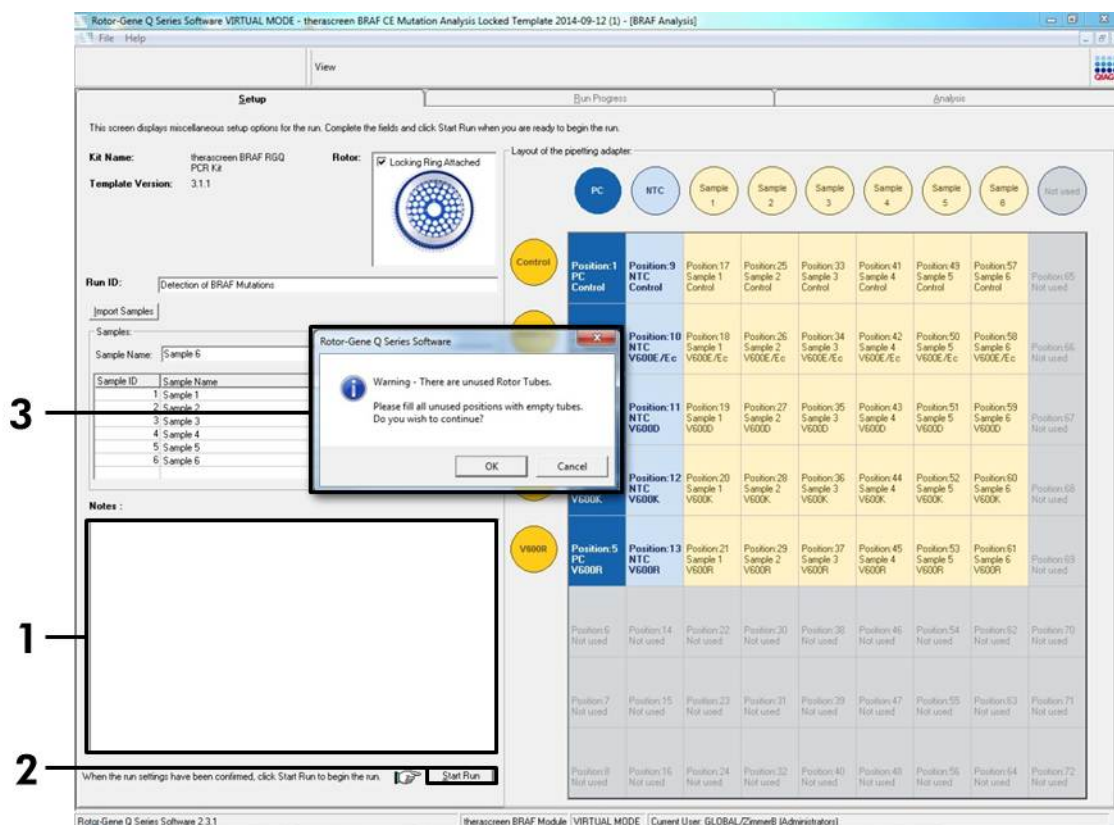 Rotor-Gene Q Series Software VIRTUAL MODE - therascreen BRAF CE Mutation Analysis Locked Template 2014-09-12 (1) - [BRAF Analysis]
File Help
View
QIAG
Setup
Run Progress
Analysis
This screen displays miscellaneous setup options for the run. Complete the fields and click Start Run when you are ready to begin the run.
Kit Name: therascreen BRAF RGQ
PCR Kit
Template Version: 3.1.1
Rotor:
Locking Ring Attached
Run ID: Detection of BRAF Mutations
Import Samples
Samples:
Sample Name: Sample 6
Sample ID Sample Name
1 Sample 1
2 Sample 2
3 Sample 3
4 Sample 4
5 Sample 5
6 Sample 6
Notes :
When the run settings have been confirmed, click Start Run to begin the run.
Start Run
3
1
2
Rotor-Gene Q Series Software
Warning - There are unused Rotor Tubes.
Please fill all unused positions with empty tubes.
Do you wish to continue?
OK Cancel
Layout of the pipetting adapter:
PC NTC Sample 1 Sample 2 Sample 3 Sample 4 Sample 5 Sample 6 Not used
Control
Position:1 Position:9 Position:17 Position:25 Position:33 Position:41 Position:49 Position:57 Position:65
PC NTC Sample 1 Sample 2 Sample 3 Sample 4 Sample 5 Sample 6 Not used
Control Control Control Control Control Control Control Control
Position:10 Position:18 Position:26 Position:34 Position:42 Position:50 Position:58 Position:66
NTC Sample 1 Sample 2 Sample 3 Sample 4 Sample 5 Sample 6 Not used
V600E/Ec V600E/Ec V600E/Ec V600E/Ec V600E/Ec V600E/Ec V600E/Ec
Position:11 Position:19 Position:27 Position:35 Position:43 Position:51 Position:59 Position:67
NTC Sample 1 Sample 2 Sample 3 Sample 4 Sample 5 Sample 6 Not used
V600D V600D V600D V600D V600D V600D V600D
Position:12 Position:20 Position:28 Position:36 Position:44 Position:52 Position:60 Position:68
NTC Sample 1 Sample 2 Sample 3 Sample 4 Sample 5 Sample 6 Not used
V600K V600K V600K V600K V600K V600K V600K V600K
V600R
Position:5 Position:13 Position:21 Position:29 Position:37 Position:45 Position:53 Position:61 Position:69
PC NTC Sample 1 Sample 2 Sample 3 Sample 4 Sample 5 Sample 6 Not used
V600R V600R V600R V600R V600R V600R V600R V600R
Position:6 Position:14 Position:22 Position:30 Position:38 Position:46 Position:54 Position:62 Position:70
Not used Not used Not used Not used Not used Not used Not used Not used Not used
Position:7 Position:15 Position:23 Position:31 Position:39 Position:47 Position:55 Position:63 Position:71
Not used Not used Not used Not used Not used Not used Not used Not used Not used
Position:8 Position:16 Position:24 Position:32 Position:40 Position:48 Position:56 Position:64 Position:72
Not used Not used Not used Not used Not used Not used Not used Not used Not used
Rotor-Gene Q Series Software 2.3.1
therascreen BRAF Module VIRTUAL MODE Current User: GLOBAL/ZimmerB (Administrators)